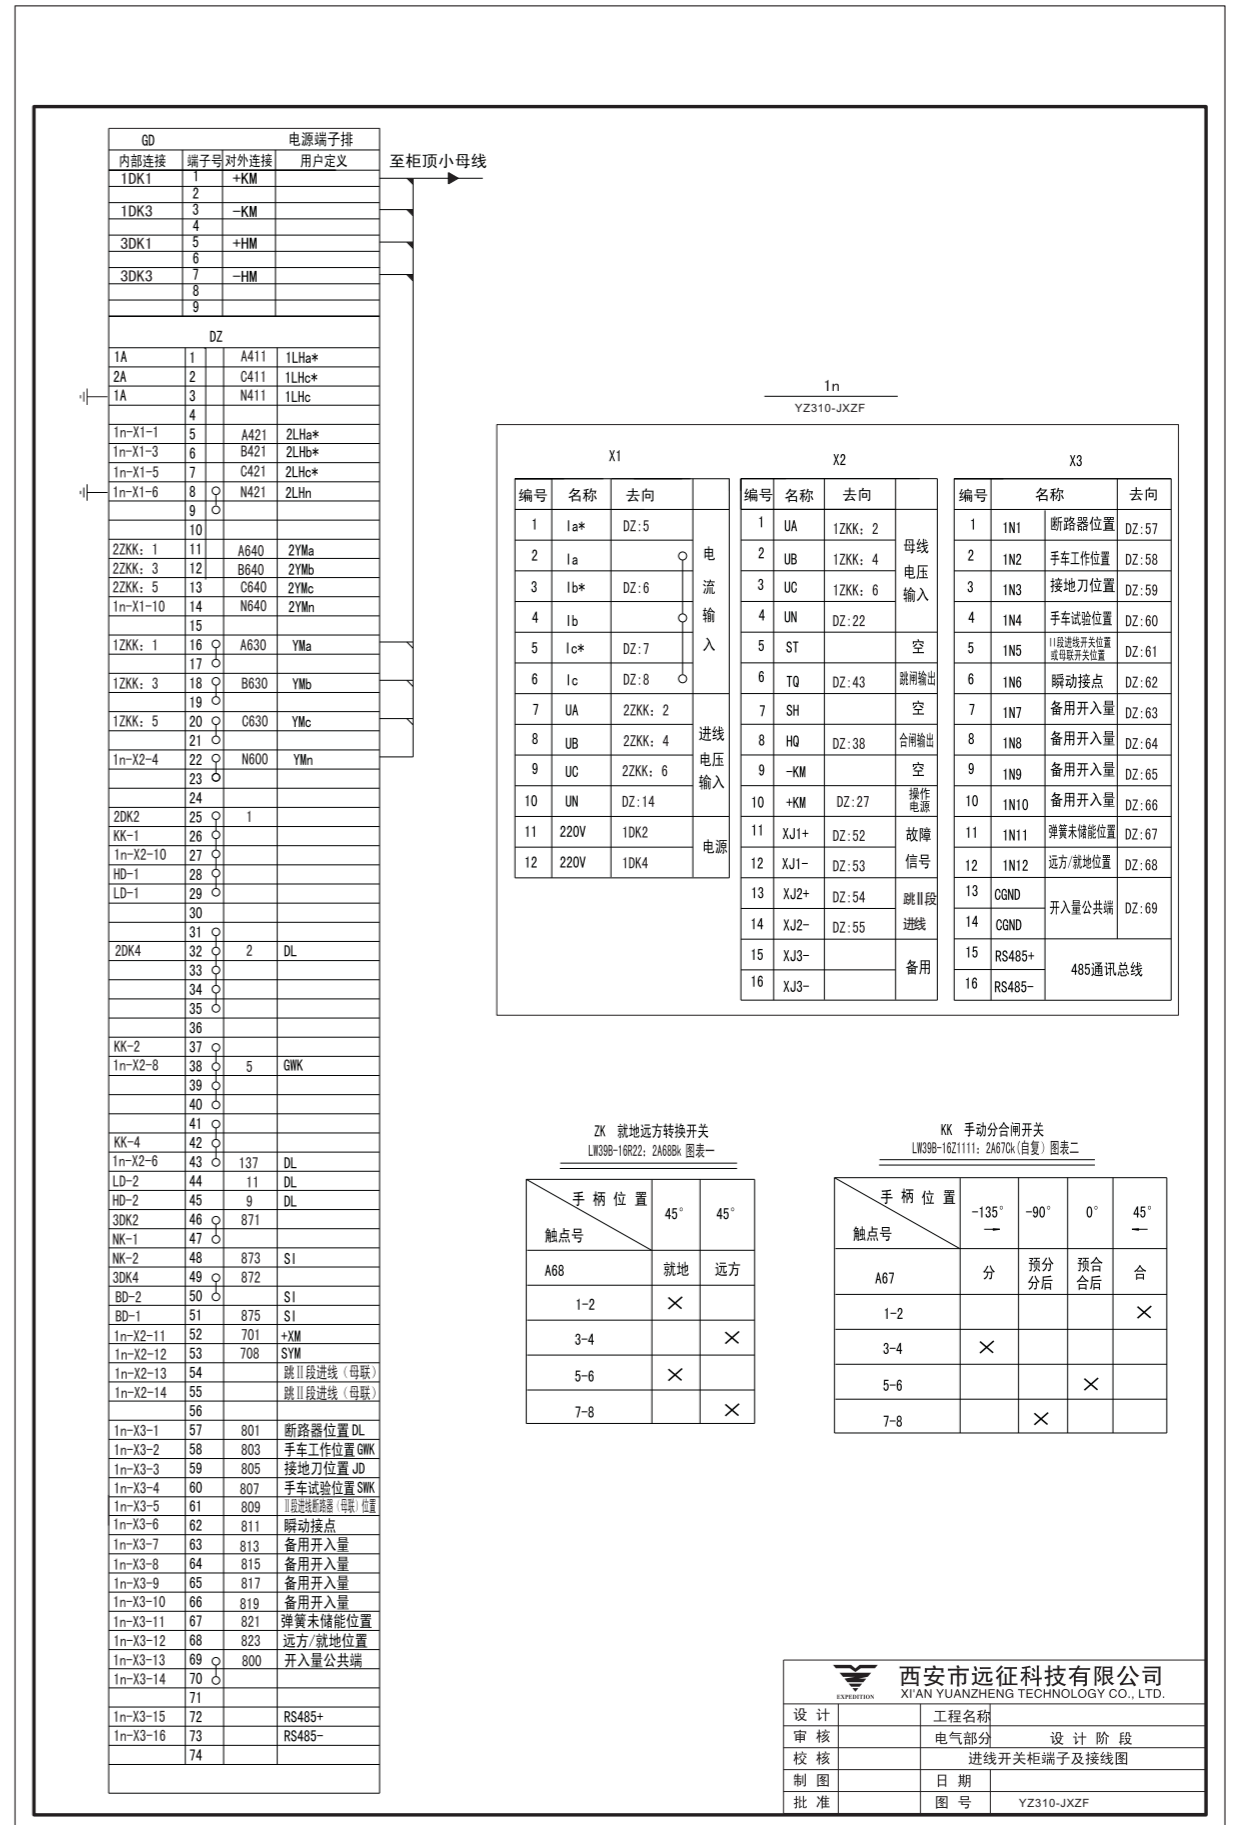 GD 电源端子排
内部连接 端子号 对外连接 用户定义
至柜顶小母线
1DK1 1 +KM
2
1DK3 3 -KM
4
3DK1 5 +HM
6
3DK3 7 -HM
8
9
DZ
1A 1 A411 1LHa*
2A 2 C411 1LHc*
1A 3 N411 1LHc
4
1n-X1-1 5 A421 2LHa*
1n-X1-3 6 B421 2LHb*
1n-X1-5 7 C421 2LHc*
1n-X1-6 8 N421 2LHn
9
10
2ZKK: 1 11 A640 2YMa
2ZKK: 3 12 B640 2YMb
2ZKK: 5 13 C640 2YMc
1n-X1-10 14 N640 2YMn
15
1ZKK: 1 16 A630 YMa
17
1ZKK: 3 18 B630 YMb
19
1ZKK: 5 20 C630 YMc
21
1n-X2-4 22 N600 YMn
23
24
2DK2 25 1
KK-1 26
1n-X2-10 27
HD-1 28
LD-1 29
30
31
2DK4 32 2 DL
33
34
35
36
KK-2 37
1n-X2-8 38 5 GWK
39
40
41
KK-4 42
1n-X2-6 43 137 DL
LD-2 44 11 DL
HD-2 45 9 DL
3DK2 46 871
NK-1 47
NK-2 48 873 SI
3DK4 49 872
BD-2 50 SI
BD-1 51 875 SI
1n-X2-11 52 701 +XM
1n-X2-12 53 708 SYM
1n-X2-13 54 跳Ⅱ段进线(母联)
1n-X2-14 55 跳Ⅱ段进线(母联)
56
1n-X3-1 57 801 断路器位置DL
1n-X3-2 58 803 手车工作位置GWK
1n-X3-3 59 805 接地刀位置JD
1n-X3-4 60 807 手车试验位置SWK
1n-X3-5 61 809 Ⅱ段进线断路器(母联)位置
1n-X3-6 62 811 瞬动接点
1n-X3-7 63 813 备用开入量
1n-X3-8 64 815 备用开入量
1n-X3-9 65 817 备用开入量
1n-X3-10 66 819 备用开入量
1n-X3-11 67 821 弹簧未储能位置
1n-X3-12 68 823 远方/就地位置
1n-X3-13 69 800 开入量公共端
1n-X3-14 70
71
1n-X3-15 72 RS485+
1n-X3-16 73 RS485-
74
1n
YZ310-JXZF
X1
编号 名称 去向
1 Ia* DZ:5
2 Ia
3 Ib* DZ:6
4 Ib
5 Ic* DZ:7
6 Ic DZ:8
电流输入
7 UA 2ZKK: 2
8 UB 2ZKK: 4
9 UC 2ZKK: 6
10 UN DZ:14
进线
电压
输入
11 220V 1DK2
12 220V 1DK4
电源
X2
编号 名称 去向
1 UA 1ZKK: 2
2 UB 1ZKK: 4
3 UC 1ZKK: 6
4 UN DZ:22
母线
电压
输入
5 ST 空
6 TQ DZ:43 跳闸输出
7 SH 空
8 HQ DZ:38 合闸输出
9 -KM 空
10 +KM DZ:27 操作
电源
11 XJ1+ DZ:52 故障
12 XJ1- DZ:53 信号
13 XJ2+ DZ:54 跳Ⅱ段
14 XJ2- DZ:55 进线
15 XJ3-
16 XJ3-
备用
X3
编号 名称 去向
1 1N1 断路器位置 DZ:57
2 1N2 手车工作位置 DZ:58
3 1N3 接地刀位置 DZ:59
4 1N4 手车试验位置 DZ:60
5 1N5 II段进线开关位置
或母联开关位置 DZ:61
6 1N6 瞬动接点 DZ:62
7 1N7 备用开入量 DZ:63
8 1N8 备用开入量 DZ:64
9 1N9 备用开入量 DZ:65
10 1N10 备用开入量 DZ:66
11 1N11 弹簧未储能位置 DZ:67
12 1N12 远方/就地位置 DZ:68
13 CGND
14 CGND
开入量公共端 DZ:69
15 RS485+
16 RS485-
485通讯总线
ZK 就地远方转换开关
LW39B-16R22; 2A68Bk 图表一
手柄位置 45° 45°
触点号
A68 就地 远方
1-2 ×
3-4 ×
5-6 ×
7-8 ×
KK 手动分合闸开关
LW39B-16Z1111; 2A67Ck(自复) 图表二
手柄位置 -135° -90° 0° 45°
触点号
A67 分 预分
分后 预合
合后 合
1-2 ×
3-4 ×
5-6 ×
7-8 ×
EXPEDITION
西安市远征科技有限公司
XI'AN YUANZHENG TECHNOLOGY CO., LTD.
设计 工程名称
审核 电气部分 设计阶段
校核 进线开关柜端子及接线图
制图 日期
批准 图号 YZ310-JXZF